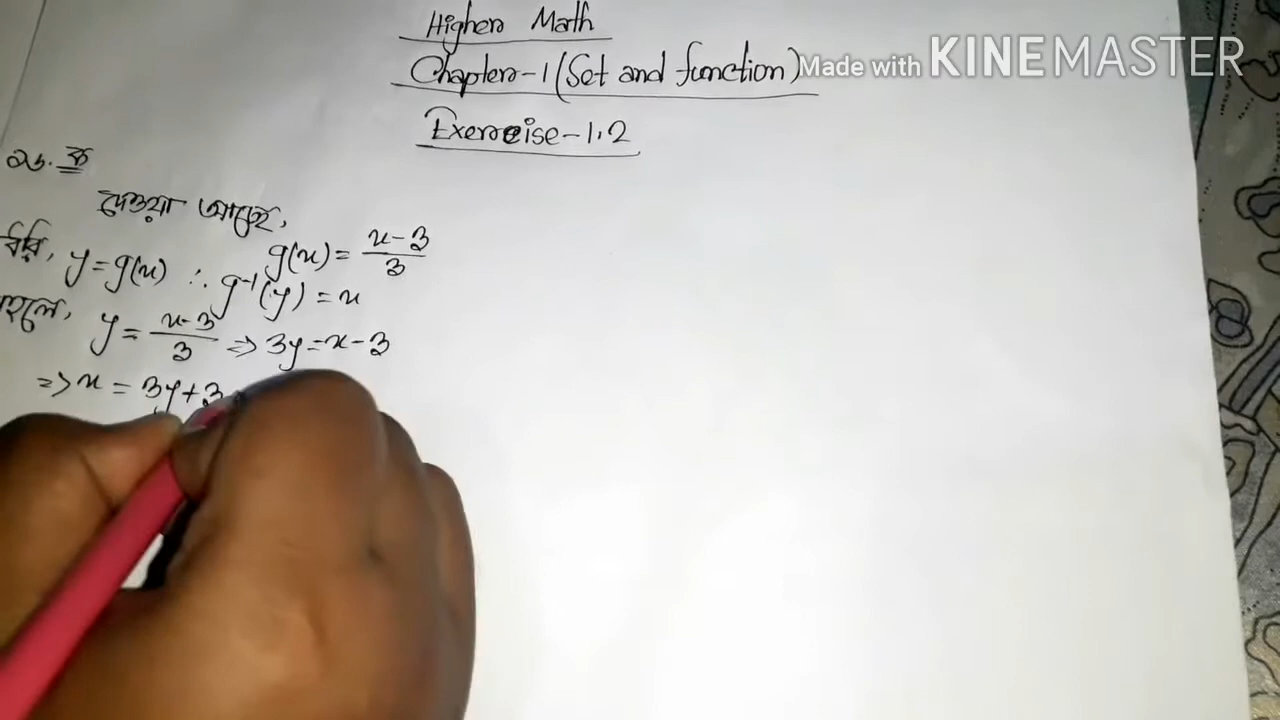 Higher Math
Chapter-1 (Set and function)
Made with KINEMASTER
Exercise-1.2
২৬. ক
দেওয়া আছে,
g(x) = x-3/3
ধরি, y = g(x) ∴ g⁻¹(y) = x
y = x-3/3 ⇒ 3y = x-3
⇒ x = 3y+3